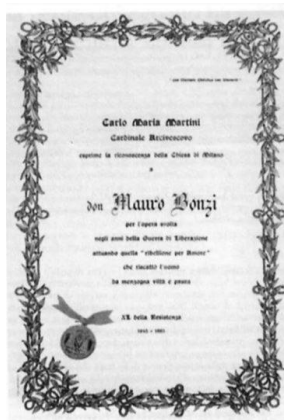 Carlo Maria Martini
Cardinale Arcivescovo
esprime la riconoscenza della Chiesa di Milano
a
don Mauro Bonzi
per l'opera svolta
negli anni della Guerra di Liberazione
attuando quella "ribellione per Amore"
che riscattò l'uomo
da menzogna viltà e paura
XL della Resistenza